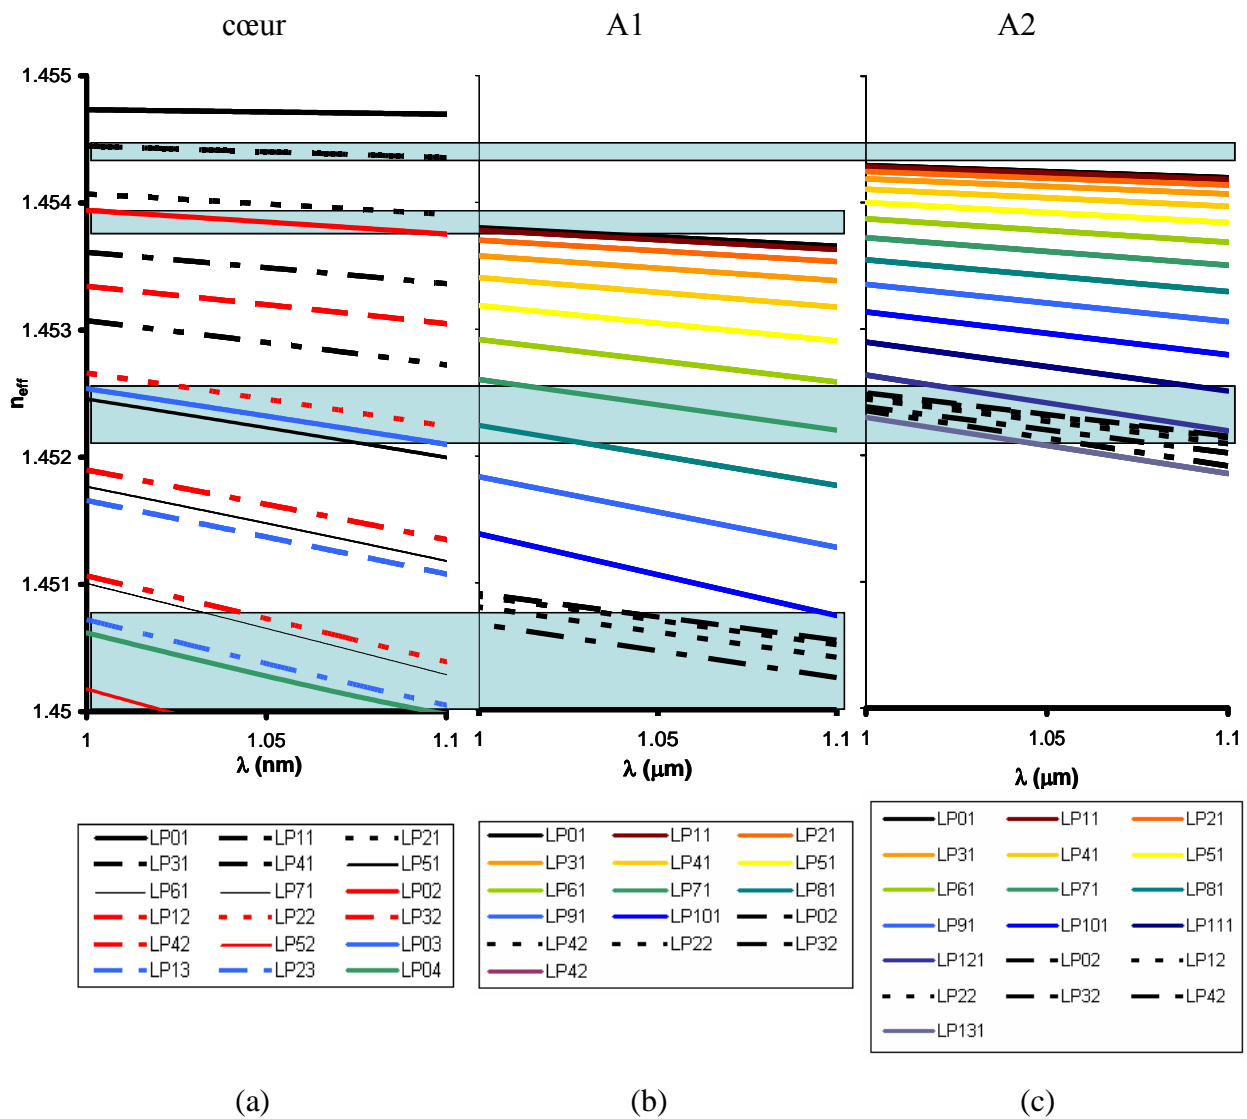 cœur A1 A2
1.455
1.454
1.453
1.452
1.451
1.45
n_eff
1 1.05 1.1
λ (nm)
1 1.05 1.1
λ (µm)
1 1.05 1.1
λ (µm)
LP01 LP11 LP21
LP31 LP41 LP51
LP61 LP71 LP02
LP12 LP22 LP32
LP42 LP52 LP03
LP13 LP23 LP04
LP01 LP11 LP21
LP31 LP41 LP51
LP61 LP71 LP81
LP91 LP101 LP02
LP42 LP22 LP32
LP42
LP01 LP11 LP21
LP31 LP41 LP51
LP61 LP71 LP81
LP91 LP101 LP111
LP121 LP02 LP12
LP22 LP32 LP42
LP131
(a) (b) (c)